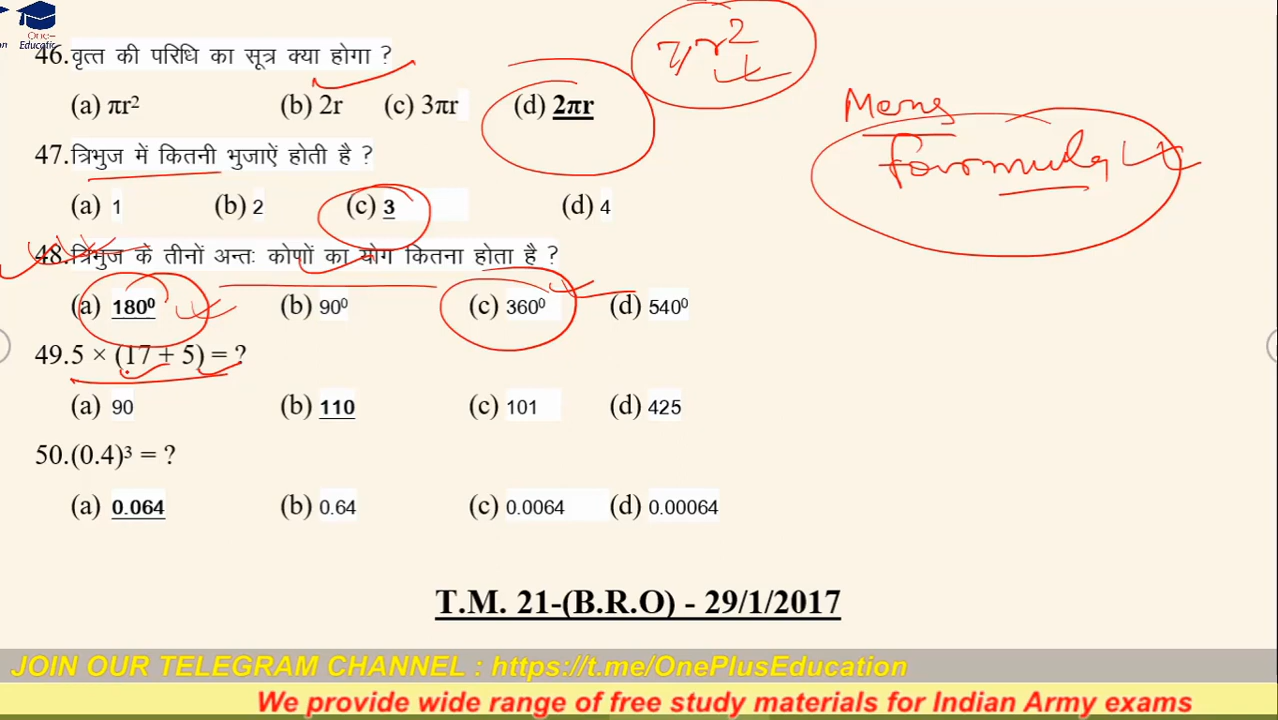 One+
Education
πr²
46.वृत्त की परिधि का सूत्र क्या होगा ?
(a) πr² (b) 2r (c) 3πr (d) 2πr
Mens
formula
47.त्रिभुज में कितनी भुजाऐं होती है ?
(a) 1 (b) 2 (c) 3 (d) 4
48.त्रिभुज के तीनों अन्तः कोणों का योग कितना होता है ?
(a) 180⁰ (b) 90⁰ (c) 360⁰ (d) 540⁰
49.5 × (17 + 5) = ?
(a) 90 (b) 110 (c) 101 (d) 425
50.(0.4)³ = ?
(a) 0.064 (b) 0.64 (c) 0.0064 (d) 0.00064
T.M. 21-(B.R.O) - 29/1/2017
JOIN OUR TELEGRAM CHANNEL : https://t.me/OnePlusEducation
We provide wide range of free study materials for Indian Army exams